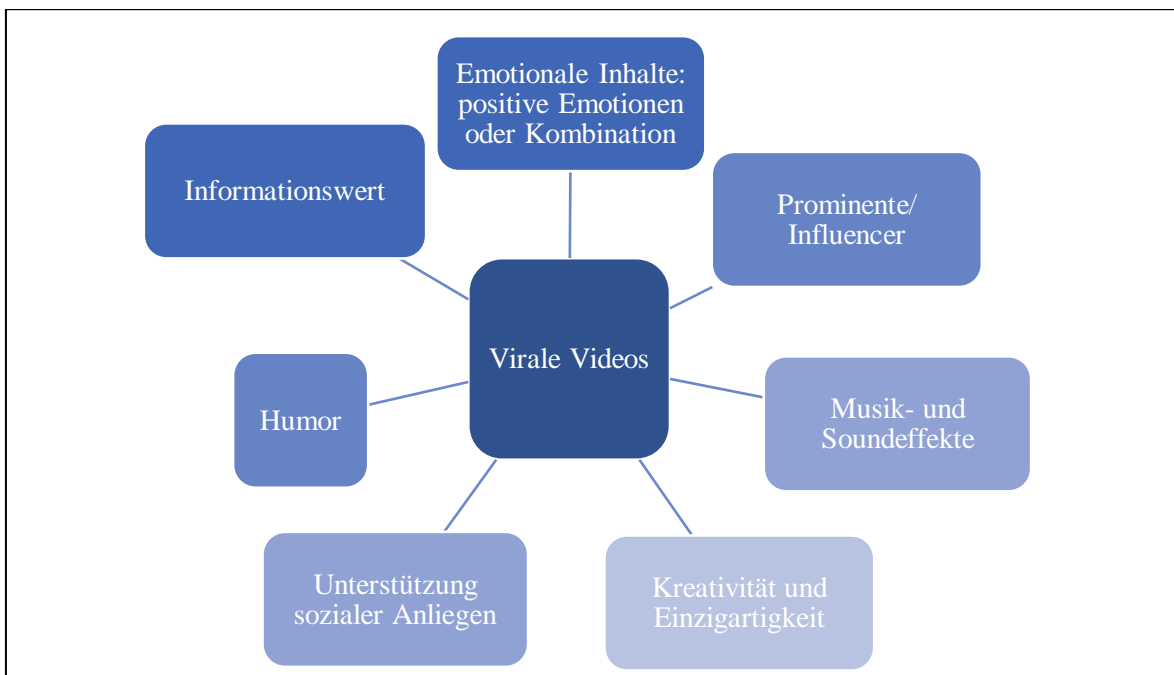 Emotionale Inhalte:
positive Emotionen
oder Kombination
Informationswert
Prominente/
Influencer
Virale Videos
Humor
Musik- und
Soundeffekte
Unterstützung
sozialer Anliegen
Kreativität und
Einzigartigkeit